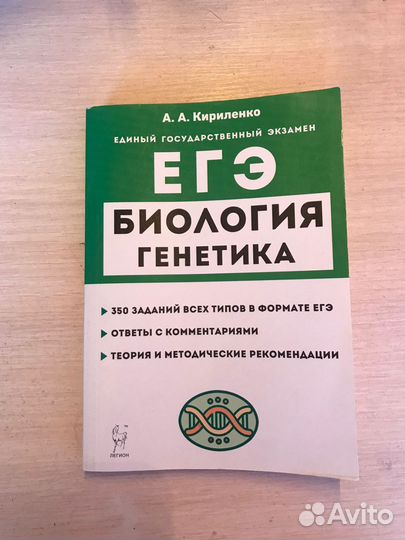 А. А. Кириленко
ЕДИНЫЙ ГОСУДАРСТВЕННЫЙ ЭКЗАМЕН
ЕГЭ
БИОЛОГИЯ
ГЕНЕТИКА
350 ЗАДАНИЙ ВСЕХ ТИПОВ В ФОРМАТЕ ЕГЭ
ОТВЕТЫ С КОММЕНТАРИЯМИ
ТЕОРИЯ И МЕТОДИЧЕСКИЕ РЕКОМЕНДАЦИИ
ЛЕГИОН
Avito